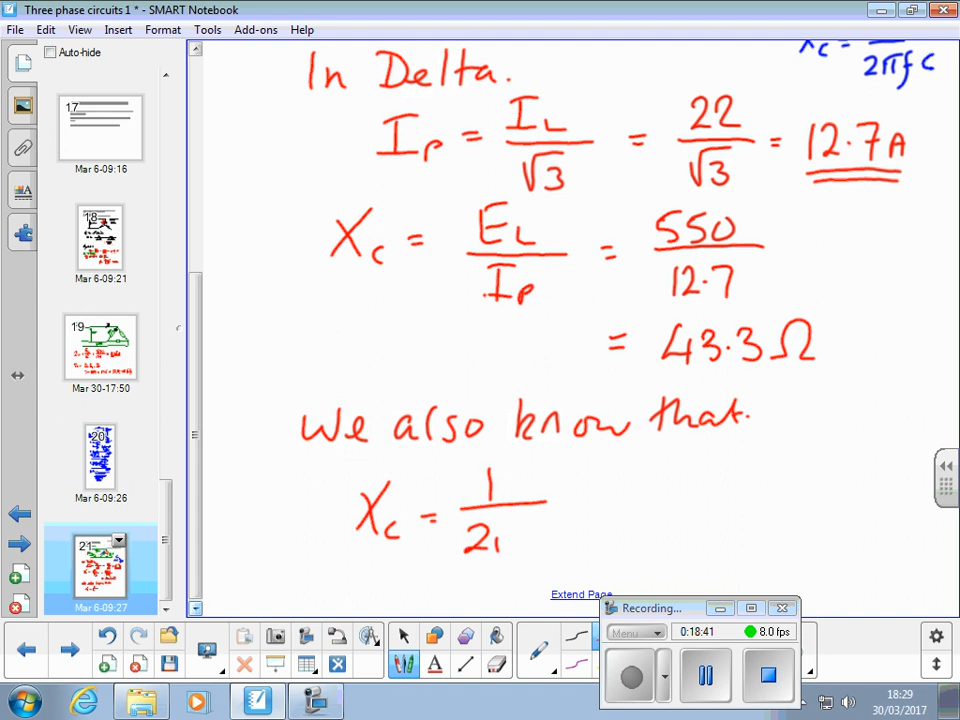 Three phase circuits 1 * - SMART Notebook
File Edit View Insert Format Tools Add-ons Help
Auto-hide
17
Mar 6-09:16
18
Mar 6-09:21
19
Mar 30-17:50
20
Mar 6-09:26
21
Mar 6-09:27
Xc = 2πfC
In Delta.
IP = IL / √3 = 22 / √3 = 12.7A
Xc = EL / IP = 550 / 12.7
= 43.3 Ω
We also know that.
Xc = 1 / 2
Extend Page
Recording...
Menu
0:18:41
8.0 fps
A
18:29
30/03/2017